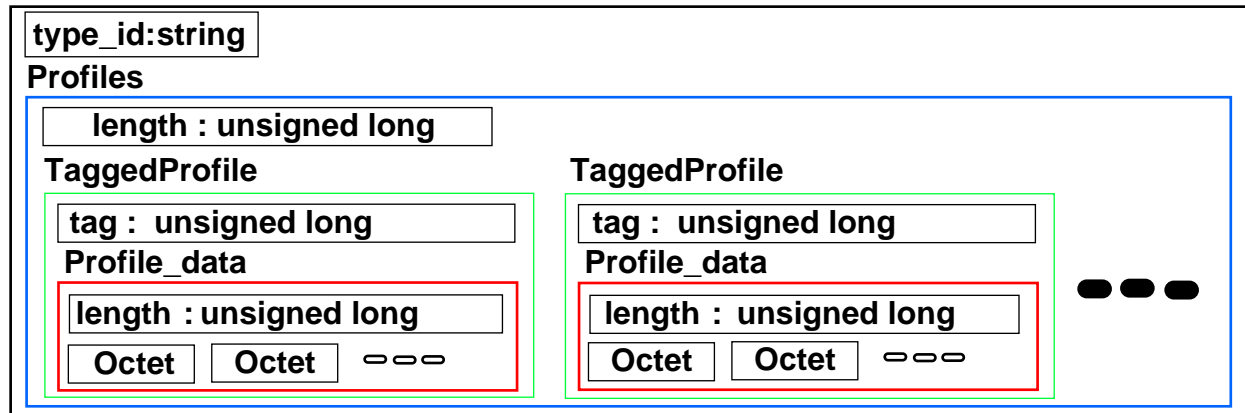 type_id:string
Profiles
length : unsigned long
TaggedProfile TaggedProfile
tag : unsigned long tag : unsigned long
Profile_data Profile_data
length : unsigned long length : unsigned long
Octet Octet Octet Octet